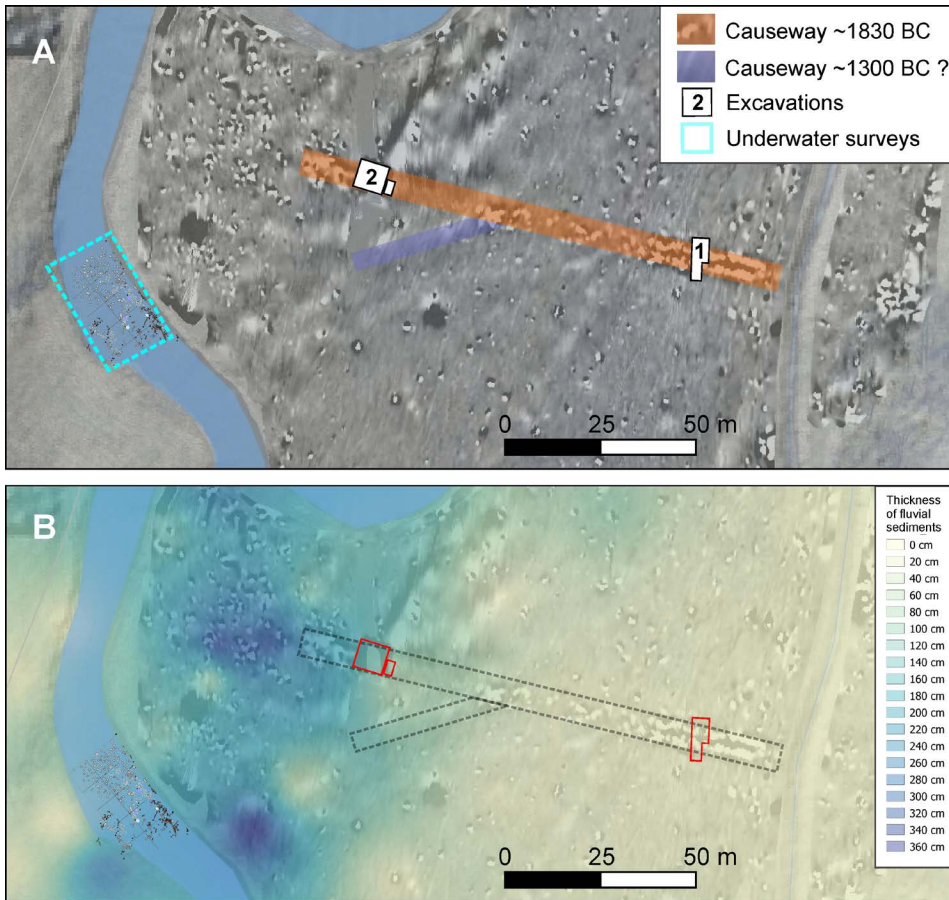 A
Causeway ~1830 BC
Causeway ~1300 BC ?
2 Excavations
Underwater surveys
2
1
0 25 50 m
B
Thickness
of fluvial
sediments
0 cm
20 cm
40 cm
60 cm
80 cm
100 cm
120 cm
140 cm
160 cm
180 cm
200 cm
220 cm
240 cm
260 cm
280 cm
300 cm
320 cm
340 cm
360 cm
0 25 50 m